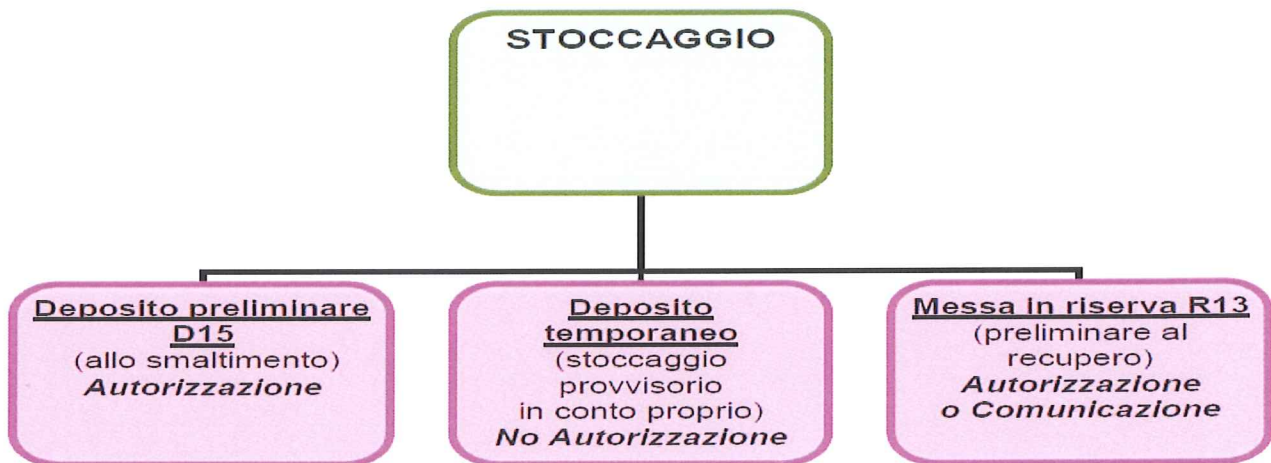 STOCCAGGIO
Deposito preliminare
D15
(allo smaltimento)
Autorizzazione
Deposito
temporaneo
(stoccaggio
provvisorio
in conto proprio)
No Autorizzazione
Messa in riserva R13
(preliminare al
recupero)
Autorizzazione
o Comunicazione